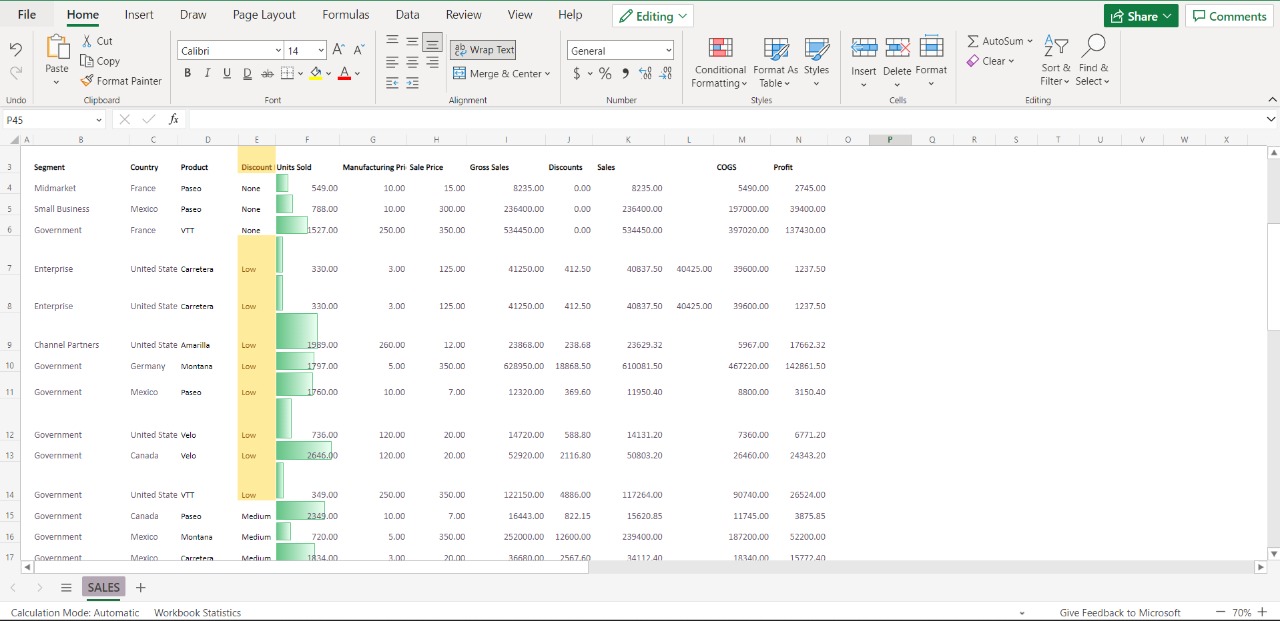 File Home Insert Draw Page Layout Formulas Data Review View Help Editing Share Comments
Paste Cut Copy Format Painter Calibri 14 A A Wrap Text General Conditional Formatting Format As Table Styles Insert Delete Format AutoSum Clear Sort & Filter Find & Select
B I U D ab A Merge & Center $ % 9
Undo Clipboard Font Alignment Number Styles Cells Editing
P45 fx
A B C D E F G H I J K L M N O P Q R S T U V W X
3 Segment Country Product Discount Units Sold Manufacturing Pri Sale Price Gross Sales Discounts Sales COGS Profit
4 Midmarket France Paseo None 549.00 10.00 15.00 8235.00 0.00 8235.00 5490.00 2745.00
5 Small Business Mexico Paseo None 788.00 10.00 300.00 236400.00 0.00 236400.00 197000.00 39400.00
6 Government France VTT None 1527.00 250.00 350.00 534450.00 0.00 534450.00 397020.00 137430.00
7 Enterprise United State Carretera Low 330.00 3.00 125.00 41250.00 412.50 40837.50 40425.00 39600.00 1237.50
8 Enterprise United State Carretera Low 330.00 3.00 125.00 41250.00 412.50 40837.50 40425.00 39600.00 1237.50
9 Channel Partners United State Amarilla Low 1989.00 260.00 12.00 23868.00 238.68 23629.32 5967.00 17662.32
10 Government Germany Montana Low 1797.00 5.00 350.00 628950.00 18868.50 610081.50 467220.00 142861.50
11 Government Mexico Paseo Low 1760.00 10.00 7.00 12320.00 369.60 11950.40 8800.00 3150.40
12 Government United State Velo Low 736.00 120.00 20.00 14720.00 588.80 14131.20 7360.00 6771.20
13 Government Canada Velo Low 2646.00 120.00 20.00 52920.00 2116.80 50803.20 26460.00 24343.20
14 Government United State VTT Low 349.00 250.00 350.00 122150.00 4886.00 117264.00 90740.00 26524.00
15 Government Canada Paseo Medium 2349.00 10.00 7.00 16443.00 822.15 15620.85 11745.00 3875.85
16 Government Mexico Montana Medium 720.00 5.00 350.00 252000.00 12600.00 239400.00 187200.00 52200.00
17 Government Mexico Carretera Medium 1834.00 3.00 20.00 36680.00 2567.60 34112.40 18340.00 15772.40
SALES
Calculation Mode: Automatic Workbook Statistics Give Feedback to Microsoft 70%